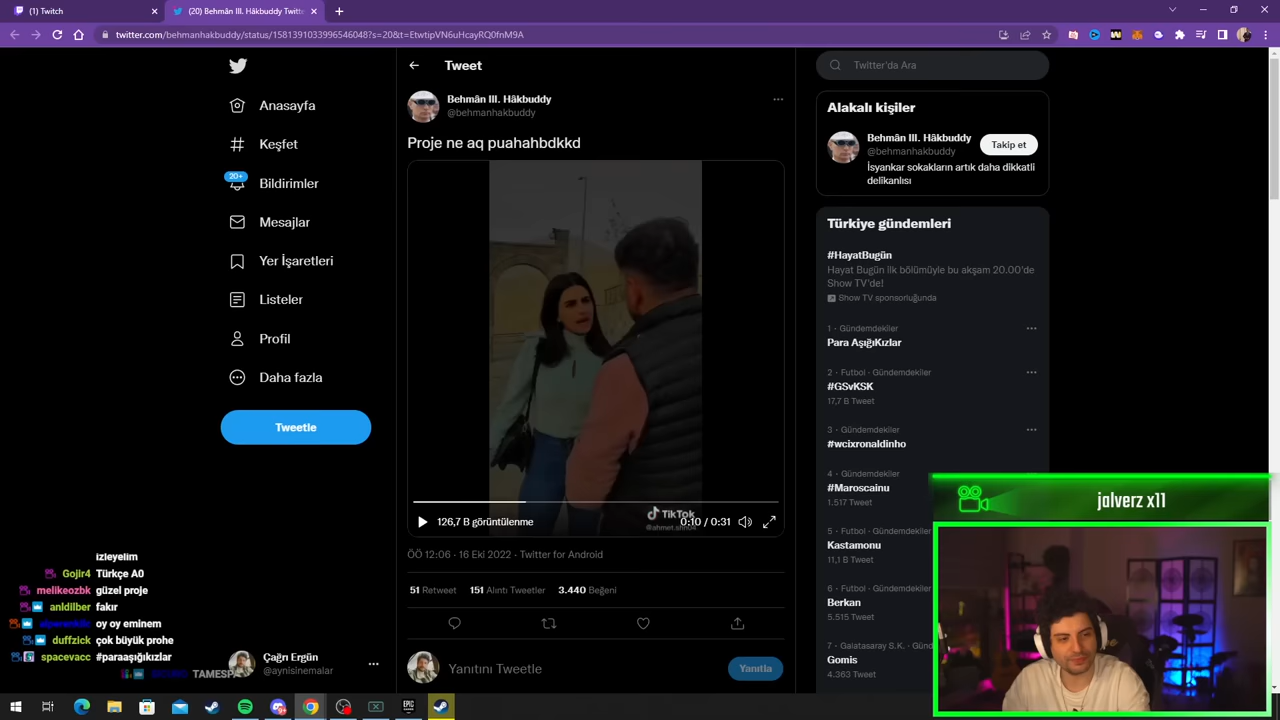 (1) Twitch
(20) Behmân III. Hâkbuddy Twitte
twitter.com/behmanhakbuddy/status/1581391033996546048?s=20&t=EtwtipVN6uHcayRQ0fnM9A
Anasayfa
Keşfet
20+
Bildirimler
Mesajlar
Yer İşaretleri
Listeler
Profil
Daha fazla
Tweetle
Çağrı Ergün
@aynisinemalar
Tweet
Behmân III. Hâkbuddy
@behmanhakbuddy
Proje ne aq puahahbdkkd
TikTok
126,7 B görüntülenme
0:10 / 0:31
ÖÖ 12:06 · 16 Eki 2022 · Twitter for Android
51 Retweet 151 Alıntı Tweetler 3.440 Beğeni
Yanıtını Tweetle
Yanıtla
Twitter'da Ara
Alakalı kişiler
Behmân III. Hâkbuddy
@behmanhakbuddy
Takip et
İsyankar sokakların artık daha dikkatli
delikanlısı
Türkiye gündemleri
#HayatBugün
Hayat Bugün ilk bölümüyle bu akşam 20.00'de
Show TV'de!
Show TV sponsorluğunda
1 · Gündemdekiler
Para AşığıKızlar
2 · Futbol · Gündemdekiler
#GSvKSK
17,7 B Tweet
3 · Gündemdekiler
#wcixronaldinho
4 · Gündemdekiler
#Maroscainu
1.517 Tweet
5 · Futbol · Gündemdekiler
Kastamonu
11,1 B Tweet
6 · Futbol · Gündemdekiler
Berkan
5.515 Tweet
7 · Galatasaray S.K. · Günd
Gomis
4.363 Tweet
jalverz x11
izleyelim
Gojir4 Türkçe A0
melikeozbk güzel proje
anldilber fakır
oy oy eminem
duffzick çok büyük prohe
spacevacc #paraaşığıkızlar
EPIC